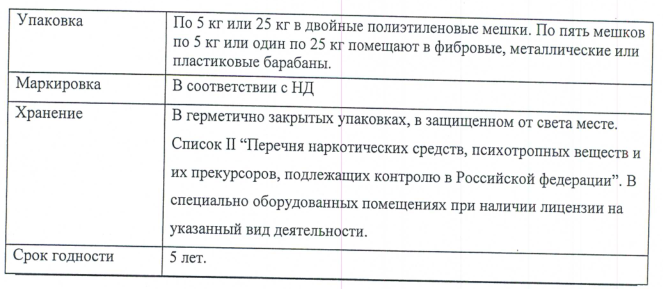 Упаковка
По 5 кг или 25 кг в двойные полиэтиленовые мешки. По пять мешков
по 5 кг или один по 25 кг помещают в фибровые, металлические или
пластиковые барабаны.
Маркировка
В соответствии с НД
Хранение
В герметично закрытых упаковках, в защищенном от света месте.
Список II “Перечня наркотических средств, психотропных веществ и
их прекурсоров, подлежащих контролю в Российской федерации”. В
специально оборудованных помещениях при наличии лицензии на
указанный вид деятельности.
Срок годности
5 лет.